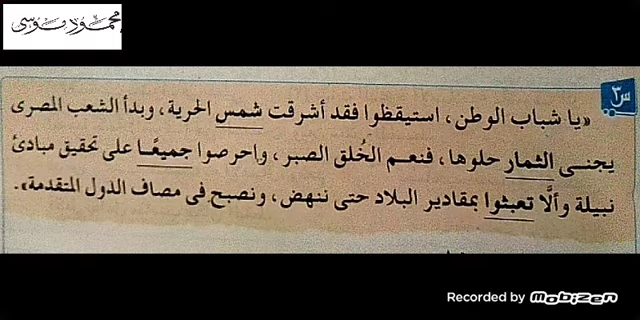 محمود موسى
س٣
«يا شباب الوطن، استيقظوا فقد أشرقت شمس الحرية، وبدأ الشعب المصرى
يجنى الثمار حلوها، فنعم الخُلق الصبر، واحرصوا جميعًا على تحقيق مبادئ
نبيلة وألَّا تعبثوا بمقادير البلاد حتى ننهض، ونصبح فى مصاف الدول المتقدمة».
Recorded by Mobizen